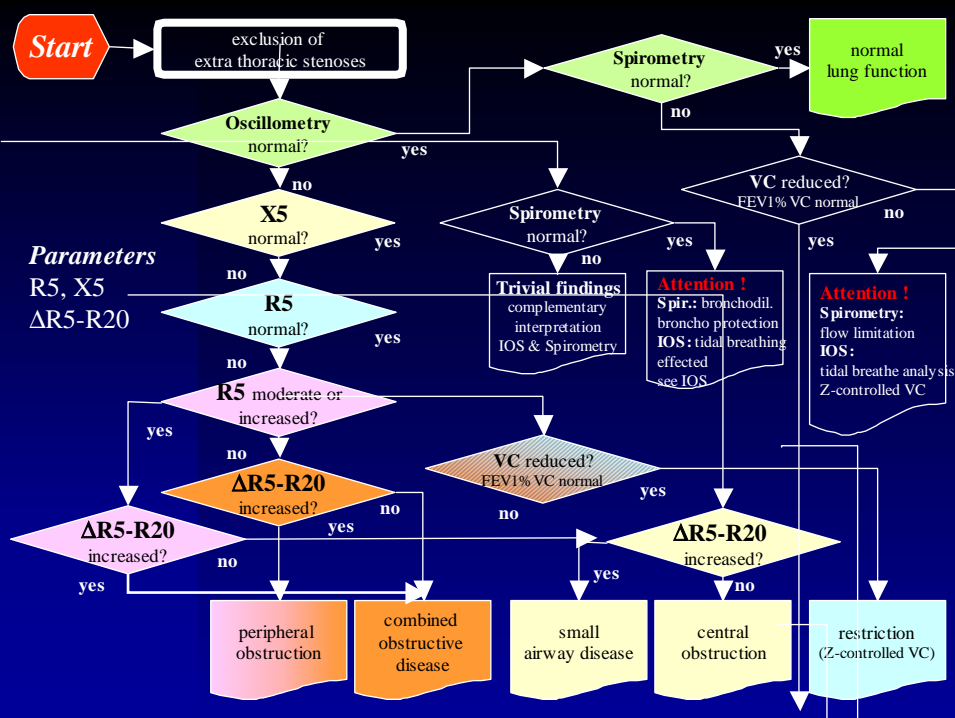 Start
exclusion of
extra thoracic stenoses
Spirometry
normal?
yes
normal
lung function
no
Oscillometry
normal?
yes
no
VC reduced?
FEV1% VC normal
no
yes
X5
normal?
yes
no
Spirometry
normal?
yes
no
Parameters
R5, X5
ΔR5-R20
R5
normal?
yes
no
Trivial findings
complementary
interpretation
IOS & Spirometry
Attention !
Spir.: bronchodil.
broncho protection
IOS: tidal breathing
effected
see IOS
Attention !
Spirometry:
flow limitation
IOS:
tidal breathe analysis
Z-controlled VC
R5 moderate or
increased?
yes
no
VC reduced?
FEV1% VC normal
yes
no
ΔR5-R20
increased?
no
yes
ΔR5-R20
increased?
no
yes
ΔR5-R20
increased?
yes
no
peripheral
obstruction
combined
obstructive
disease
small
airway disease
central
obstruction
restriction
(Z-controlled VC)